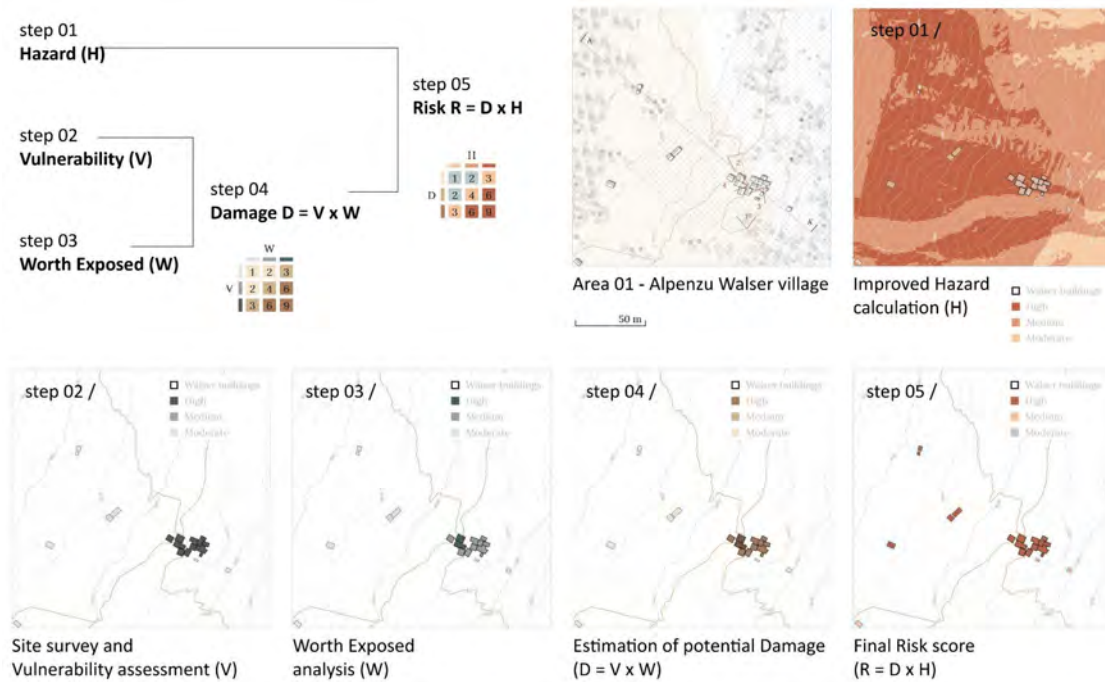 step 01
Hazard (H)
step 02
Vulnerability (V)
step 03
Worth Exposed (W)
step 04
Damage D = V x W
step 05
Risk R = D x H
W
V
1 2 3
2 4 6
3 6 9
H
D
1 2 3
2 4 6
3 6 9
Area 01 - Alpenzu Walser village
50 m
step 01 /
Improved Hazard
calculation (H)
Walser buildings
High
Medium
Moderate
step 02 /
Walser buildings
High
Medium
Moderate
Site survey and
Vulnerability assessment (V)
step 03 /
Walser buildings
High
Medium
Moderate
Worth Exposed
analysis (W)
step 04 /
Walser buildings
High
Medium
Moderate
Estimation of potential Damage
(D = V x W)
step 05 /
Walser buildings
High
Medium
Moderate
Final Risk score
(R = D x H)